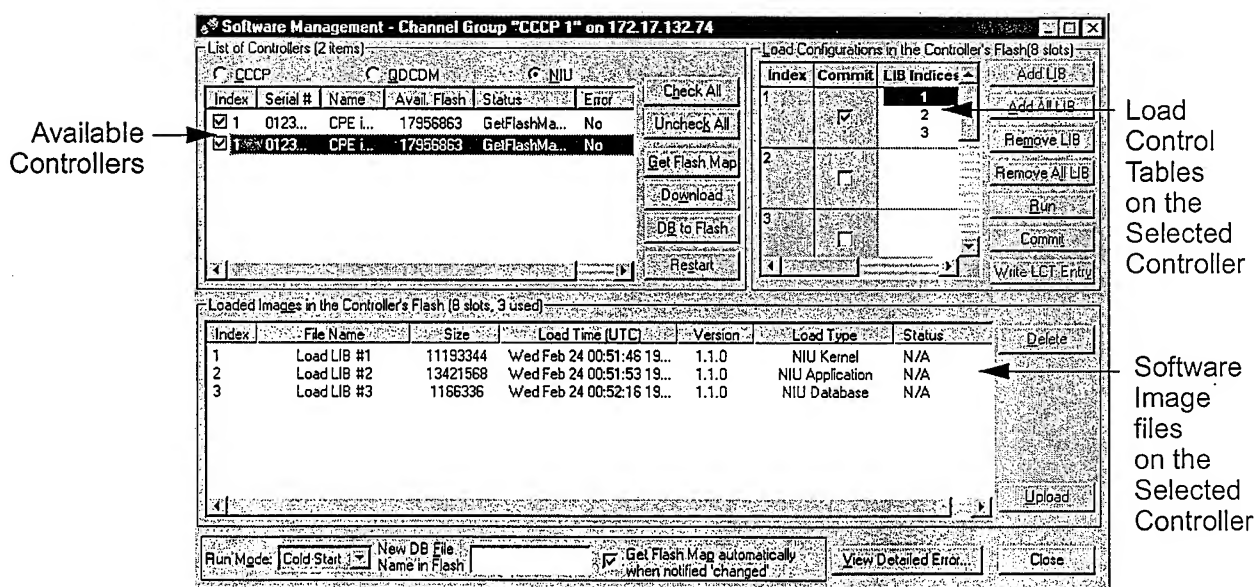 Software Management - Channel Group "CCCP 1" on 172.17.132.74
List of Controllers (2 items)
CCCP QDCDM NIU
Index Serial # Name Avail. Flash Status Error
1 0123... CPE i... 17956863 GetFlashMa... No
1 0123... CPE i... 17956863 GetFlashMa... No
Check All
Uncheck All
Get Flash Map
Download
DB to Flash
Restart
Load Configurations in the Controller's Flash(8 slots)
Index Commit LIB Indices
1 1
2
3
2
3
Add LIB
Add All LIB
Remove LIB
Remove All LIB
Run
Commit
Write LCT Entry
Available
Controllers
Load
Control
Tables
on the
Selected
Controller
Loaded Images in the Controller's Flash (8 slots, 3 used)
Index File Name Size Load Time (UTC) Version Load Type Status
1 Load LIB #1 11193344 Wed Feb 24 00:51:46 19... 1.1.0 NIU Kernel N/A
2 Load LIB #2 13421568 Wed Feb 24 00:51:53 19... 1.1.0 NIU Application N/A
3 Load LIB #3 1166336 Wed Feb 24 00:52:16 19... 1.1.0 NIU Database N/A
Delete
Upload
Software
Image
files
on the
Selected
Controller
Run Mode: Cold Start
New DB File
Name in Flash
Get Flash Map automatically
when notified 'changed'
View Detailed Error...
Close